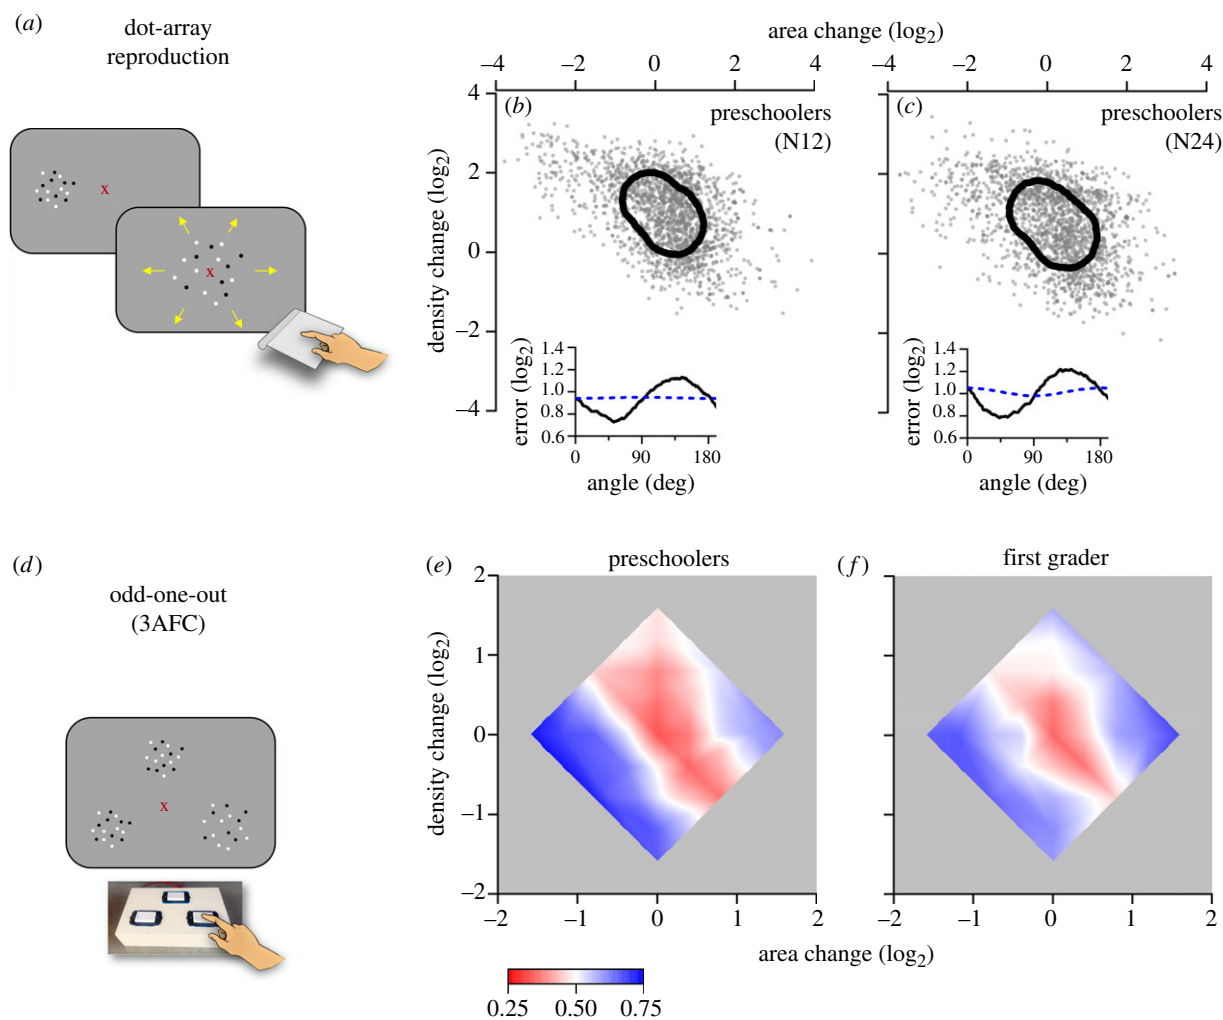 (a)
dot-array
reproduction
x
x
area change (log2)
−4 −2 0 2 4
−4 −2 0 2 4
4
2
0
−2
−4
density change (log2)
(b)
preschoolers
(N12)
(c)
preschoolers
(N24)
1.4
1.2
1.0
0.8
0.6
error (log2)
0 90 180
angle (deg)
1.4
1.2
1.0
0.8
0.6
0 90 180
angle (deg)
(d)
odd-one-out
(3AFC)
x
(e)
preschoolers
(f)
first grader
2
1
0
−1
−2
density change (log2)
−2 −1 0 1 2
−2 −1 0 1 2
area change (log2)
0.25 0.50 0.75